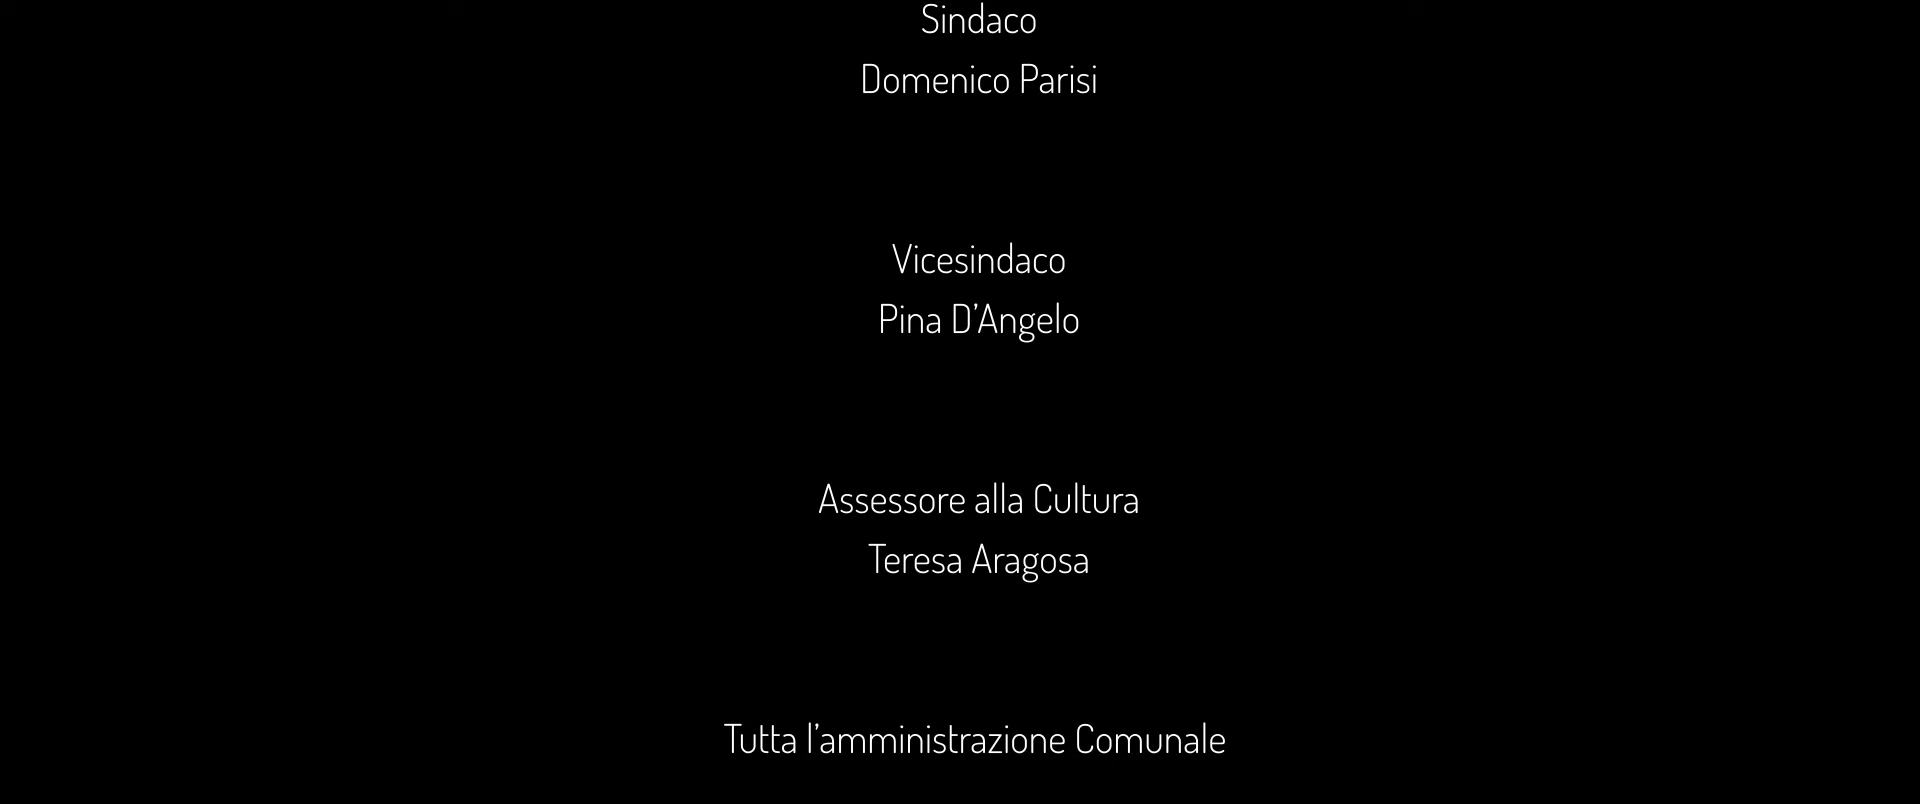 Sindaco
Domenico Parisi
Vicesindaco
Pina D’Angelo
Assessore alla Cultura
Teresa Aragosa
Tutta l’amministrazione Comunale